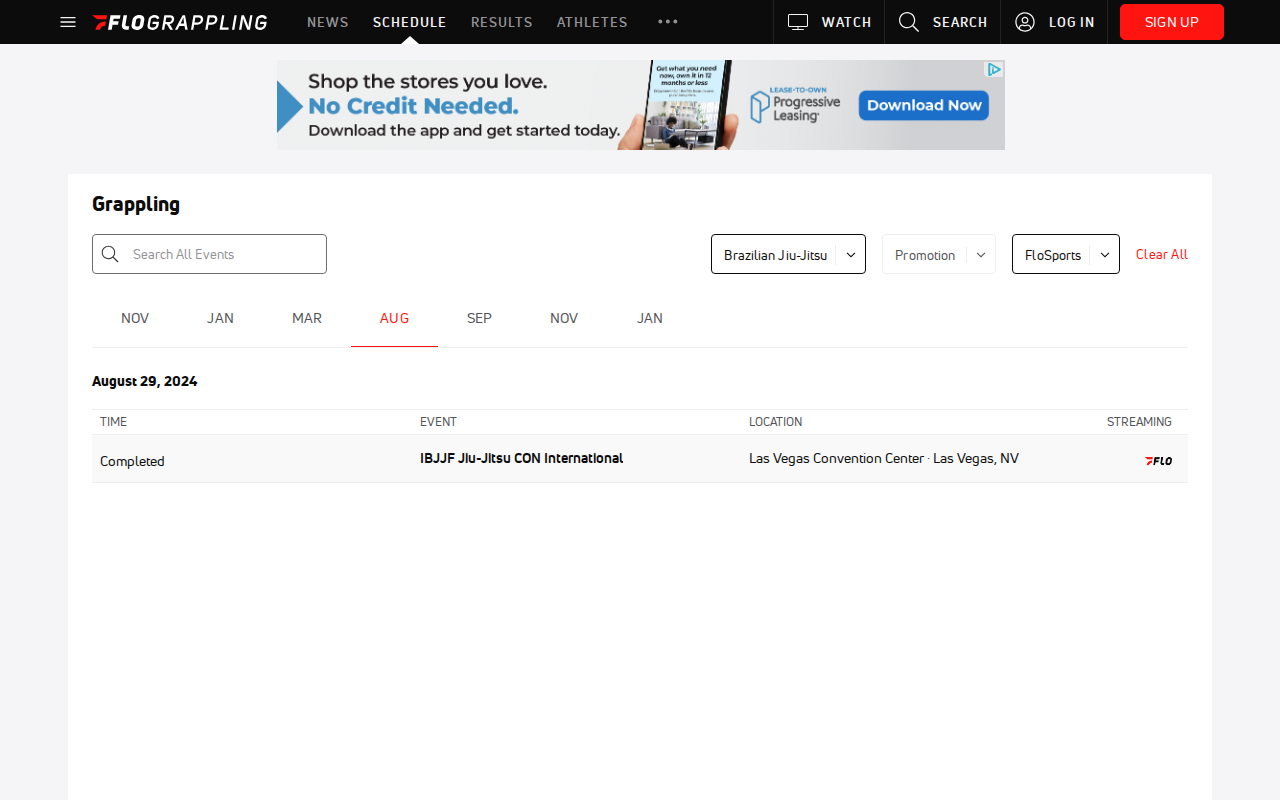 FLOGRAPPLING NEWS SCHEDULE RESULTS ATHLETES WATCH SEARCH LOG IN SIGN UP
Shop the stores you love.
No Credit Needed.
Download the app and get started today.
Get what you need
now, own it in 12
months or less
LEASE-TO-OWN
Progressive
Leasing
Download Now
Grappling
Search All Events
Brazilian Jiu-Jitsu
Promotion
FloSports
Clear All
NOV JAN MAR AUG SEP NOV JAN
August 29, 2024
TIME EVENT LOCATION STREAMING
Completed IBJJF Jiu-Jitsu CON International Las Vegas Convention Center · Las Vegas, NV FLO